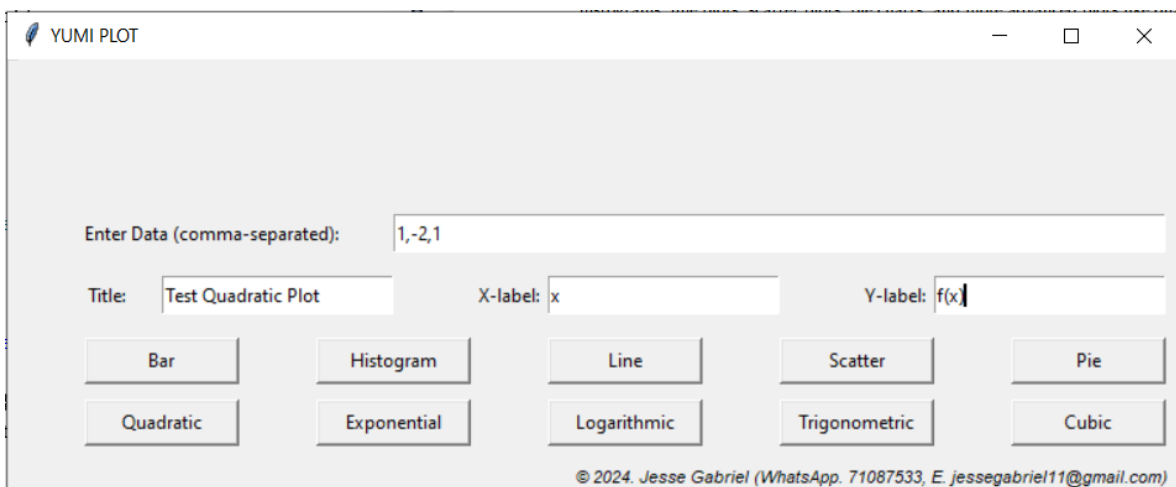 YUMI PLOT
Enter Data (comma-separated): 1,-2,1
Title: Test Quadratic Plot X-label: x Y-label: f(x)
Bar Histogram Line Scatter Pie
Quadratic Exponential Logarithmic Trigonometric Cubic
© 2024. Jesse Gabriel (WhatsApp. 71087533, E. jessegabriel11@gmail.com)